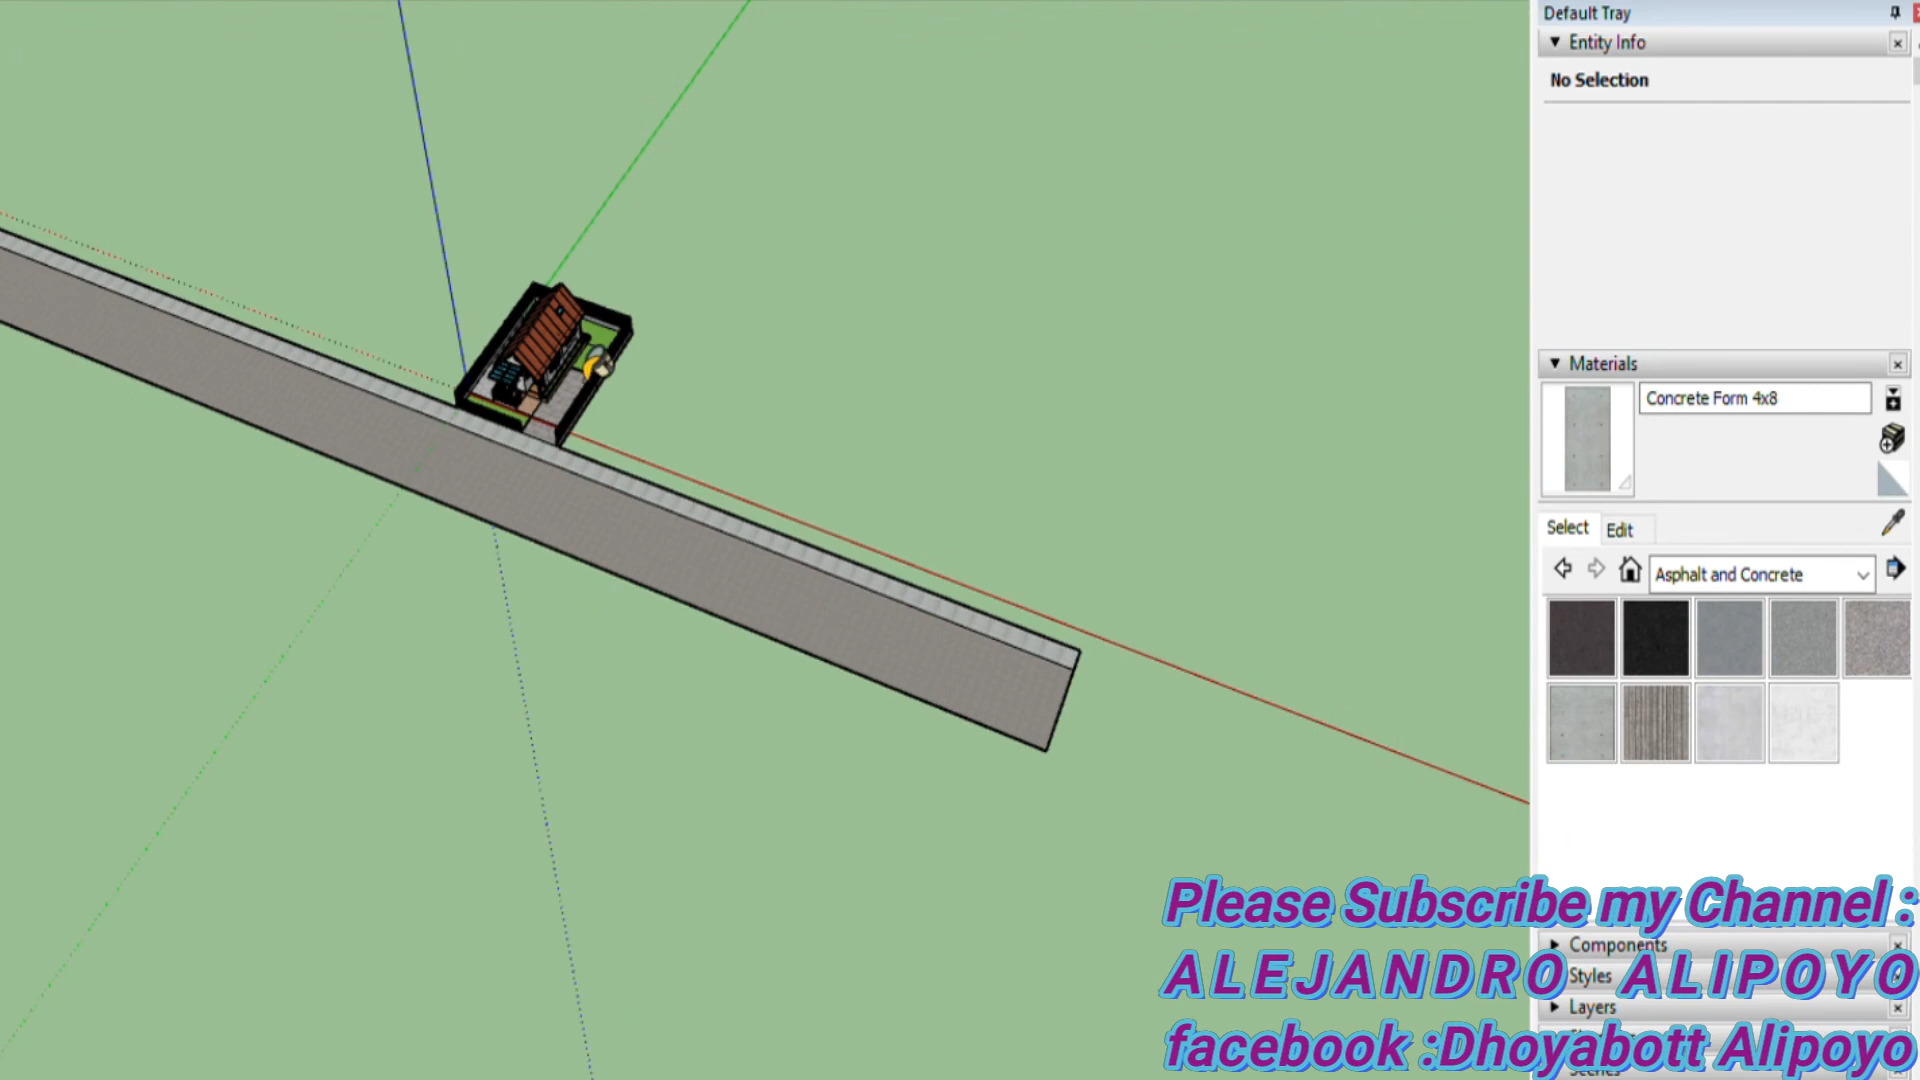 Default Tray
Entity Info
No Selection
Materials
Concrete Form 4x8
Select
Edit
Asphalt and Concrete
Please Subscribe my Channel :
Components
ALEJANDRO ALIPOYO
Styles
Layers
facebook :Dhoyabott Alipoyo
Scenes